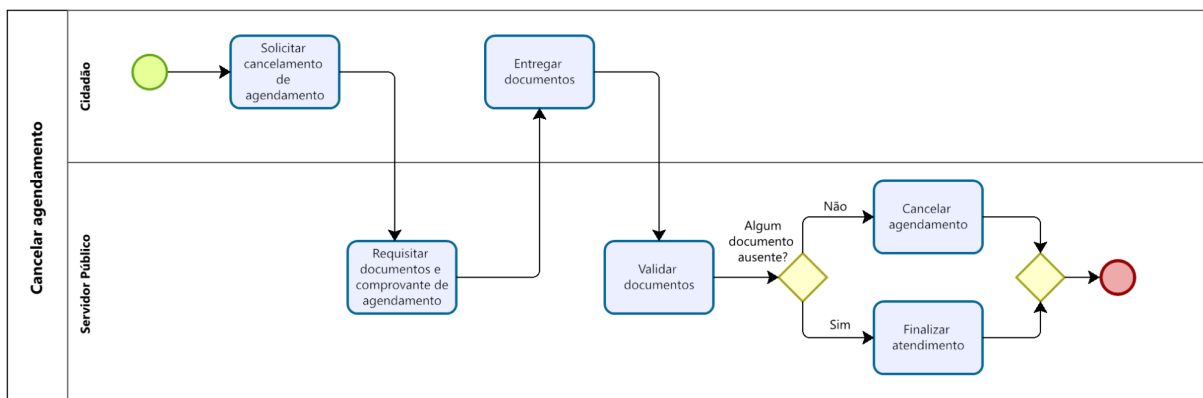 Cancelar agendamento
Cidadão
Solicitar
cancelamento
de
agendamento
Entregar
documentos
Servidor Público
Requisitar
documentos e
comprovante de
agendamento
Validar
documentos
Algum
documento
ausente?
Não
Cancelar
agendamento
Sim
Finalizar
atendimento